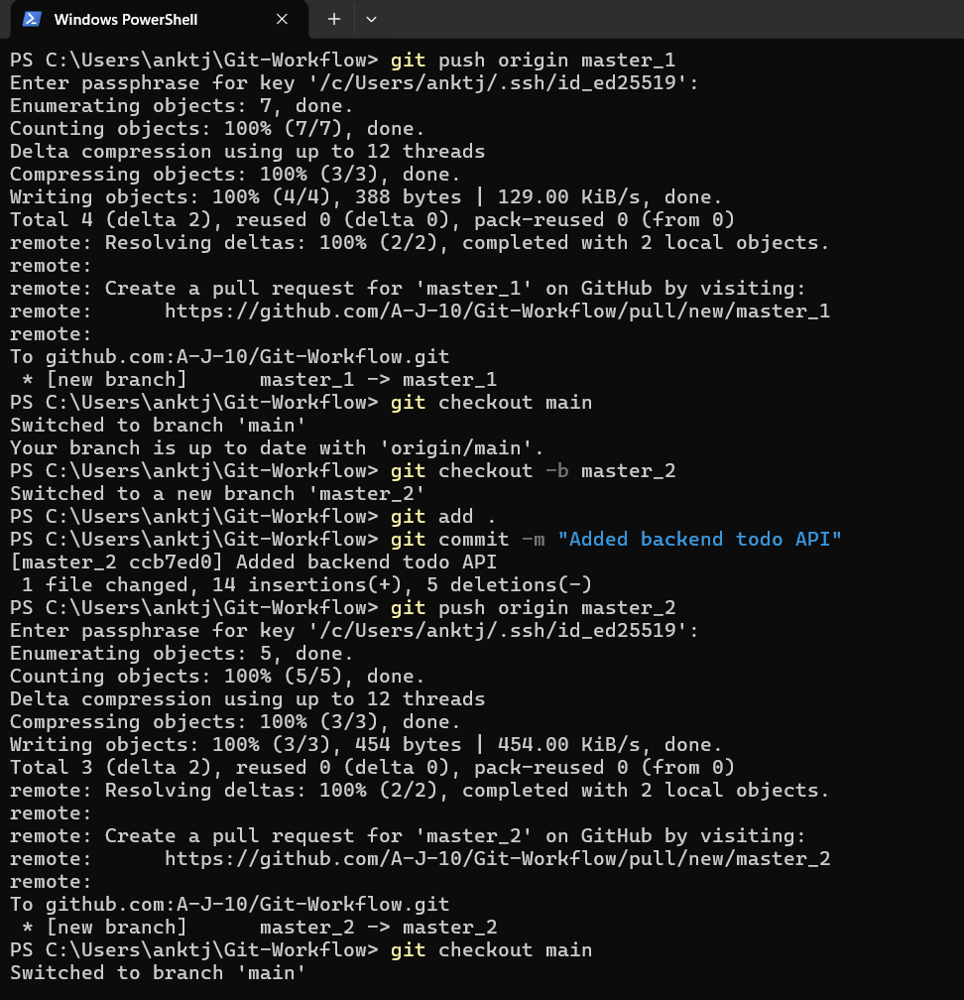 Windows PowerShell
PS C:\Users\anktj\Git-Workflow> git push origin master_1
Enter passphrase for key '/c/Users/anktj/.ssh/id_ed25519':
Enumerating objects: 7, done.
Counting objects: 100% (7/7), done.
Delta compression using up to 12 threads
Compressing objects: 100% (3/3), done.
Writing objects: 100% (4/4), 388 bytes | 129.00 KiB/s, done.
Total 4 (delta 2), reused 0 (delta 0), pack-reused 0 (from 0)
remote: Resolving deltas: 100% (2/2), completed with 2 local objects.
remote:
remote: Create a pull request for 'master_1' on GitHub by visiting:
remote:      https://github.com/A-J-10/Git-Workflow/pull/new/master_1
remote:
To github.com:A-J-10/Git-Workflow.git
 * [new branch]      master_1 -> master_1
PS C:\Users\anktj\Git-Workflow> git checkout main
Switched to branch 'main'
Your branch is up to date with 'origin/main'.
PS C:\Users\anktj\Git-Workflow> git checkout -b master_2
Switched to a new branch 'master_2'
PS C:\Users\anktj\Git-Workflow> git add .
PS C:\Users\anktj\Git-Workflow> git commit -m "Added backend todo API"
[master_2 ccb7ed0] Added backend todo API
 1 file changed, 14 insertions(+), 5 deletions(-)
PS C:\Users\anktj\Git-Workflow> git push origin master_2
Enter passphrase for key '/c/Users/anktj/.ssh/id_ed25519':
Enumerating objects: 5, done.
Counting objects: 100% (5/5), done.
Delta compression using up to 12 threads
Compressing objects: 100% (3/3), done.
Writing objects: 100% (3/3), 454 bytes | 454.00 KiB/s, done.
Total 3 (delta 2), reused 0 (delta 0), pack-reused 0 (from 0)
remote: Resolving deltas: 100% (2/2), completed with 2 local objects.
remote:
remote: Create a pull request for 'master_2' on GitHub by visiting:
remote:      https://github.com/A-J-10/Git-Workflow/pull/new/master_2
remote:
To github.com:A-J-10/Git-Workflow.git
 * [new branch]      master_2 -> master_2
PS C:\Users\anktj\Git-Workflow> git checkout main
Switched to branch 'main'